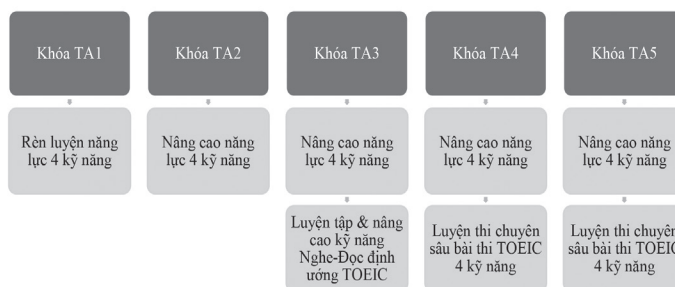 Khóa TA1
Khóa TA2
Khóa TA3
Khóa TA4
Khóa TA5
Rèn luyện năng
lực 4 kỹ năng
Nâng cao năng
lực 4 kỹ năng
Nâng cao năng
lực 4 kỹ năng
Nâng cao năng
lực 4 kỹ năng
Nâng cao năng
lực 4 kỹ năng
Luyện tập & nâng
cao kỹ năng
Nghe-Đọc định
ướng TOEIC
Luyện thi chuyên
sâu bài thi TOEIC
4 kỹ năng
Luyện thi chuyên
sâu bài thi TOEIC
4 kỹ năng